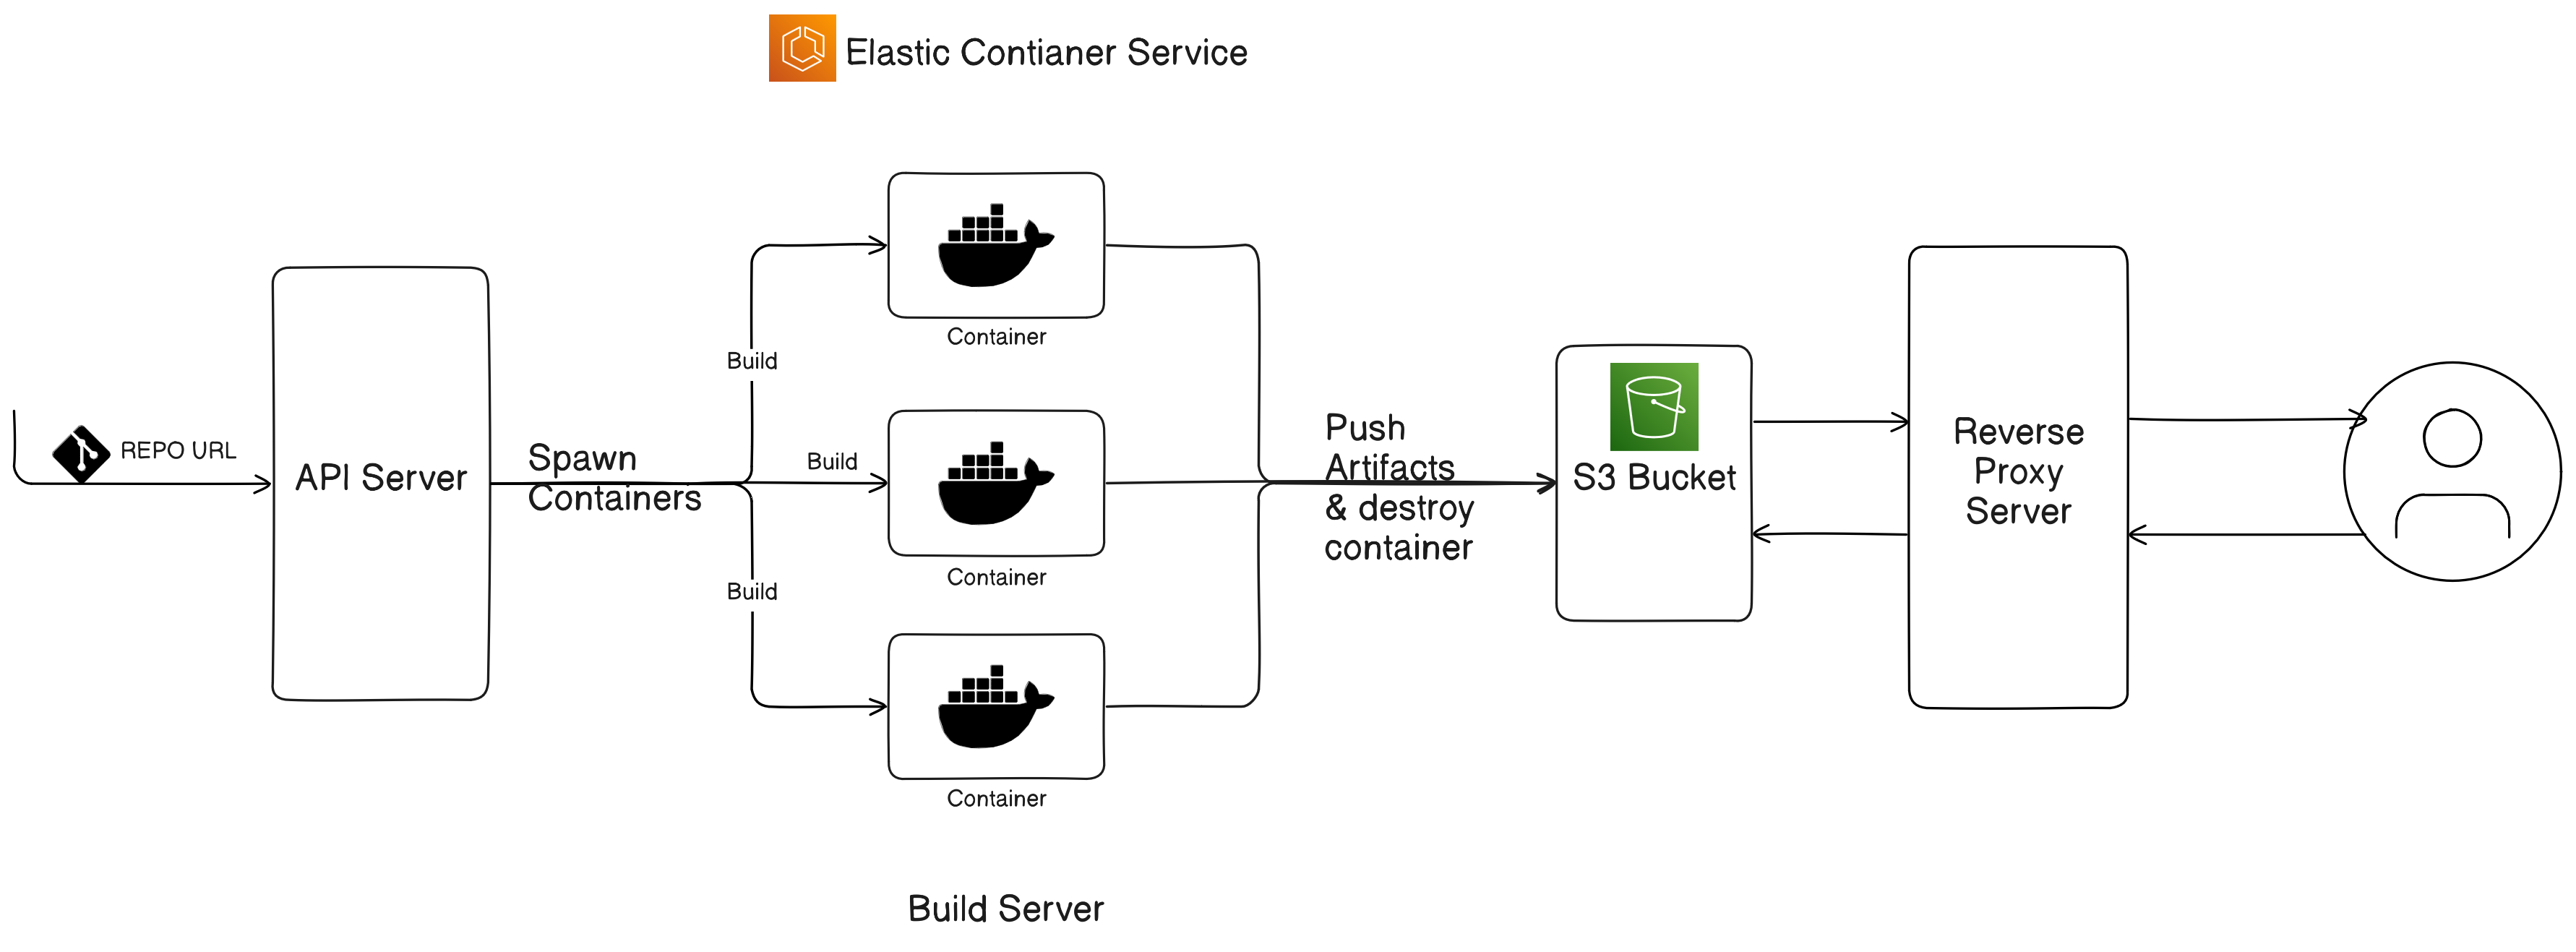 Elastic Contianer Service
REPO URL
API Server
Spawn
Containers
Build
Build
Build
Container
Container
Container
Push
Artifacts
& destroy
container
S3 Bucket
Reverse
Proxy
Server
Build Server